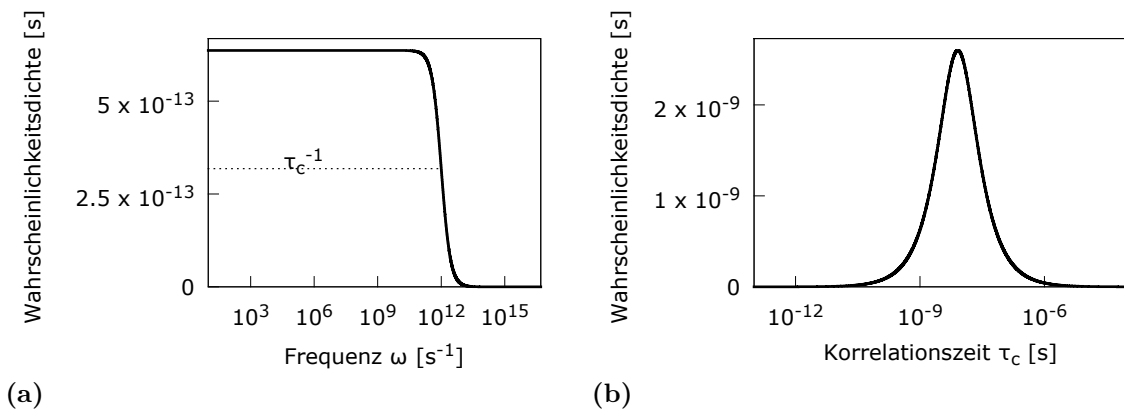 Wahrscheinlichkeitsdichte [s]
5 x 10⁻¹³
2.5 x 10⁻¹³
0
τc⁻¹
10³ 10⁶ 10⁹ 10¹² 10¹⁵
Frequenz ω [s⁻¹]
(a)
Wahrscheinlichkeitsdichte [s]
2 x 10⁻⁹
1 x 10⁻⁹
0
10⁻¹² 10⁻⁹ 10⁻⁶
Korrelationszeit τc [s]
(b)